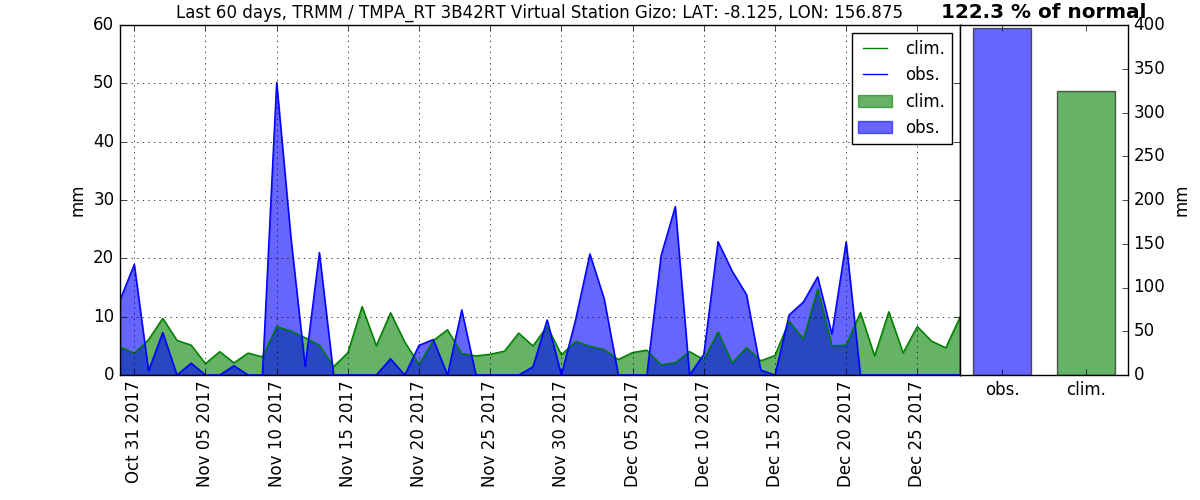 Last 60 days, TRMM / TMPA_RT 3B42RT Virtual Station Gizo: LAT: -8.125, LON: 156.875
122.3 % of normal
60
50
40
30
20
10
0
mm
clim.
obs.
clim.
obs.
400
350
300
250
200
150
100
50
0
mm
Oct 31 2017
Nov 05 2017
Nov 10 2017
Nov 15 2017
Nov 20 2017
Nov 25 2017
Nov 30 2017
Dec 05 2017
Dec 10 2017
Dec 15 2017
Dec 20 2017
Dec 25 2017
obs.
clim.